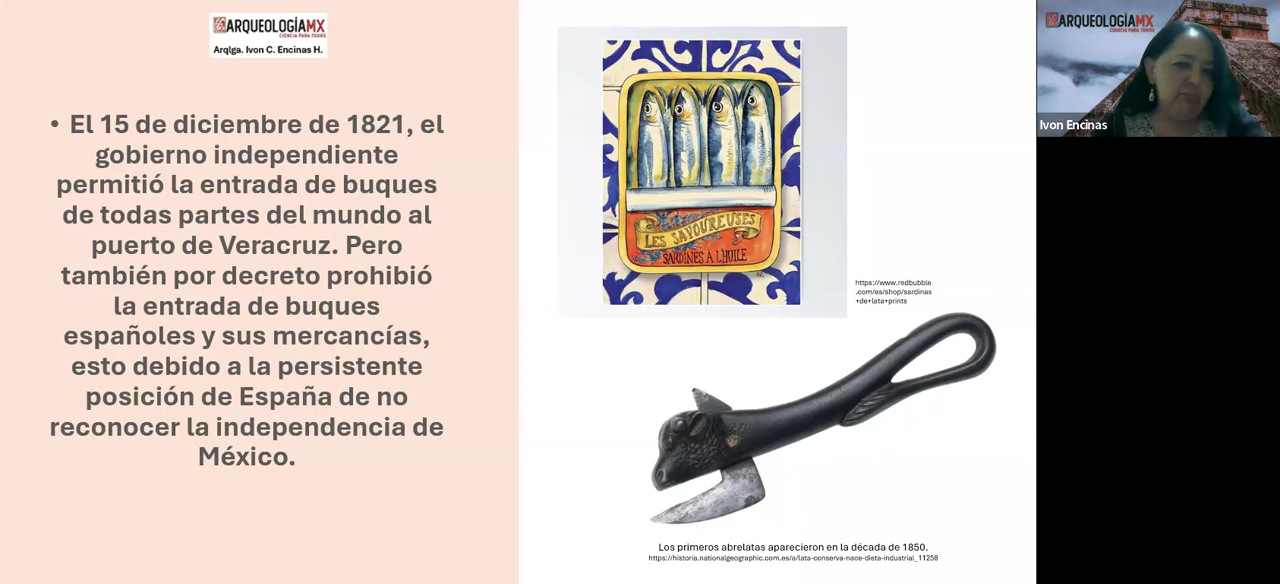 ARQUEOLOGÍAMX
CIENCIA PARA TODOS
Arqlga. Ivon C. Encinas H.
• El 15 de diciembre de 1821, el
gobierno independiente
permitió la entrada de buques
de todas partes del mundo al
puerto de Veracruz. Pero
también por decreto prohibió
la entrada de buques
españoles y sus mercancías,
esto debido a la persistente
posición de España de no
reconocer la independencia de
México.
LES SAVOUREUSES
SARDINES À L'HUILE
https://www.redbubble
.com/es/shop/sardinas
+de+lata+prints
Los primeros abrelatas aparecieron en la década de 1850.
https://historia.nationalgeographic.com.es/a/lata-conserva-nace-dieta-industrial_11258
ARQUEOLOGÍAMX
CIENCIA PARA TODOS
Ivon Encinas